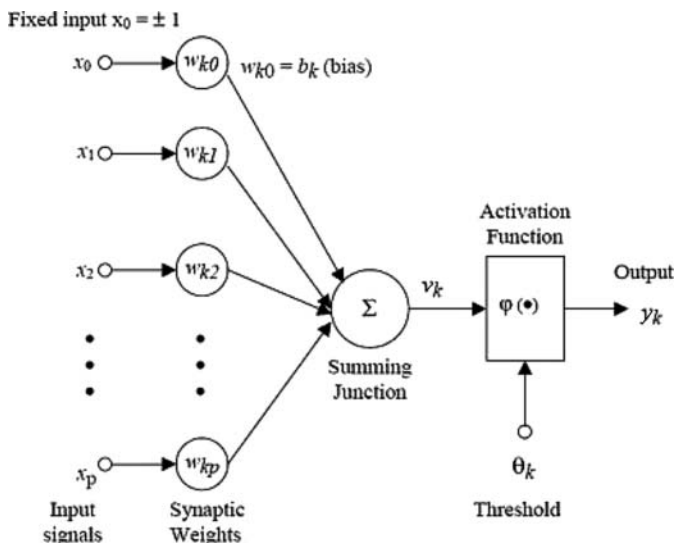 Fixed input x₀ = ± 1
x₀
wk0
wk0 = bk (bias)
x₁
wk1
Activation
Function
x₂
wk2
Σ
vk
φ (•)
Output
yk
Summing
Junction
xp
wkp
θk
Input
signals
Synaptic
Weights
Threshold